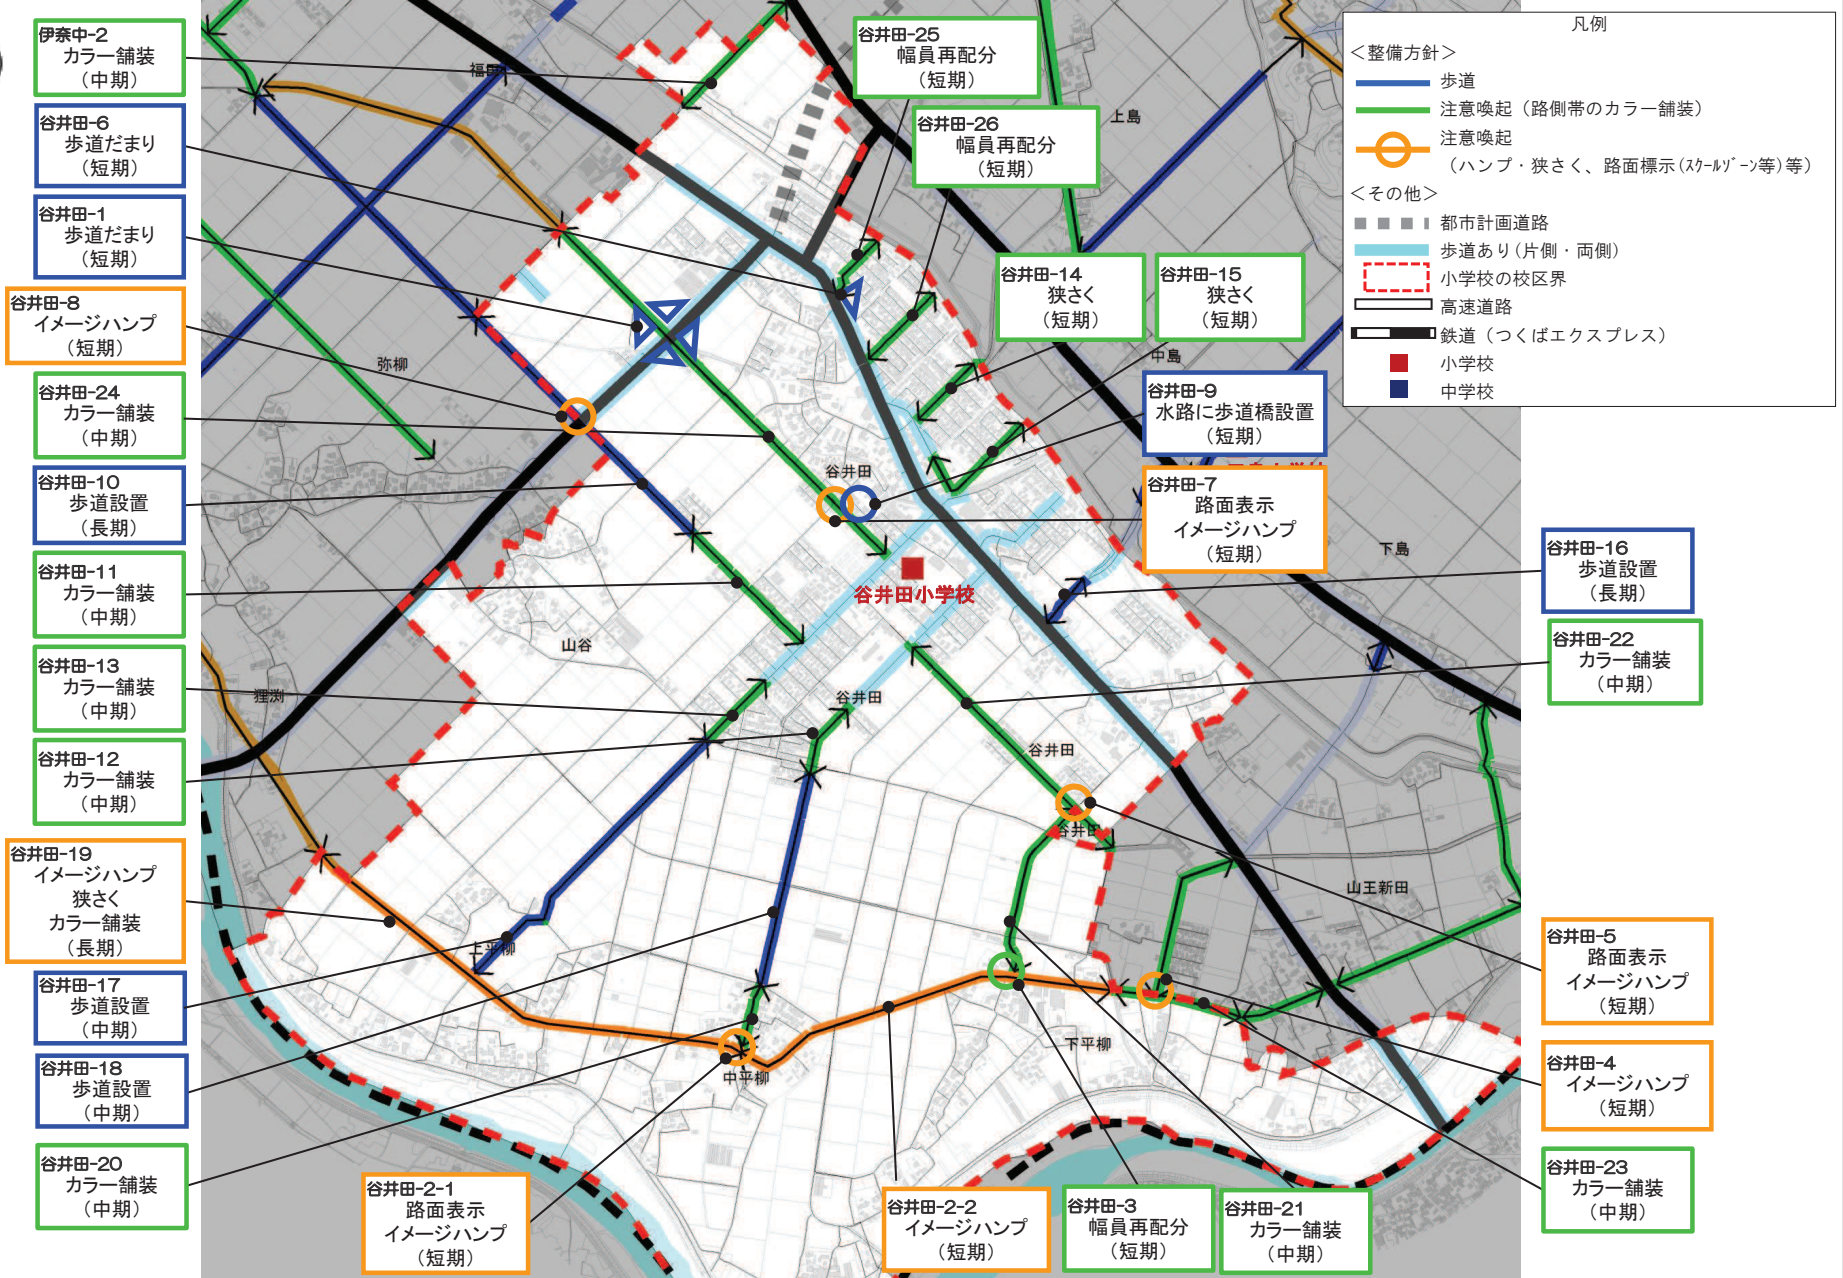 伊奈中-2
カラー舗装
（中期）
谷井田-6
歩道だまり
（短期）
谷井田-1
歩道だまり
（短期）
谷井田-8
イメージハンプ
（短期）
谷井田-24
カラー舗装
（中期）
谷井田-10
歩道設置
（長期）
谷井田-11
カラー舗装
（中期）
谷井田-13
カラー舗装
（中期）
谷井田-12
カラー舗装
（中期）
谷井田-19
イメージハンプ
狭さく
カラー舗装
（長期）
谷井田-17
歩道設置
（中期）
谷井田-18
歩道設置
（中期）
谷井田-20
カラー舗装
（中期）
谷井田-2-1
路面表示
イメージハンプ
（短期）
谷井田-2-2
イメージハンプ
（短期）
谷井田-3
幅員再配分
（短期）
谷井田-21
カラー舗装
（中期）
谷井田-25
幅員再配分
（短期）
谷井田-26
幅員再配分
（短期）
谷井田-14
狭さく
（短期）
谷井田-15
狭さく
（短期）
谷井田-9
水路に歩道橋設置
（短期）
谷井田-7
路面表示
イメージハンプ
（短期）
谷井田-16
歩道設置
（長期）
谷井田-22
カラー舗装
（中期）
谷井田-5
路面表示
イメージハンプ
（短期）
谷井田-4
イメージハンプ
（短期）
谷井田-23
カラー舗装
（中期）
福田
上島
弥柳
中島
谷井田
下島
谷井田小学校
山谷
狸渕
谷井田
谷井田
谷井田
山王新田
上平柳
下平柳
中平柳
凡例
＜整備方針＞
歩道
注意喚起（路側帯のカラー舗装）
注意喚起
（ハンプ・狭さく、路面標示(ｽｸｰﾙｿﾞｰﾝ等)等）
＜その他＞
都市計画道路
歩道あり(片側・両側)
小学校の校区界
高速道路
鉄道（つくばエクスプレス）
小学校
中学校